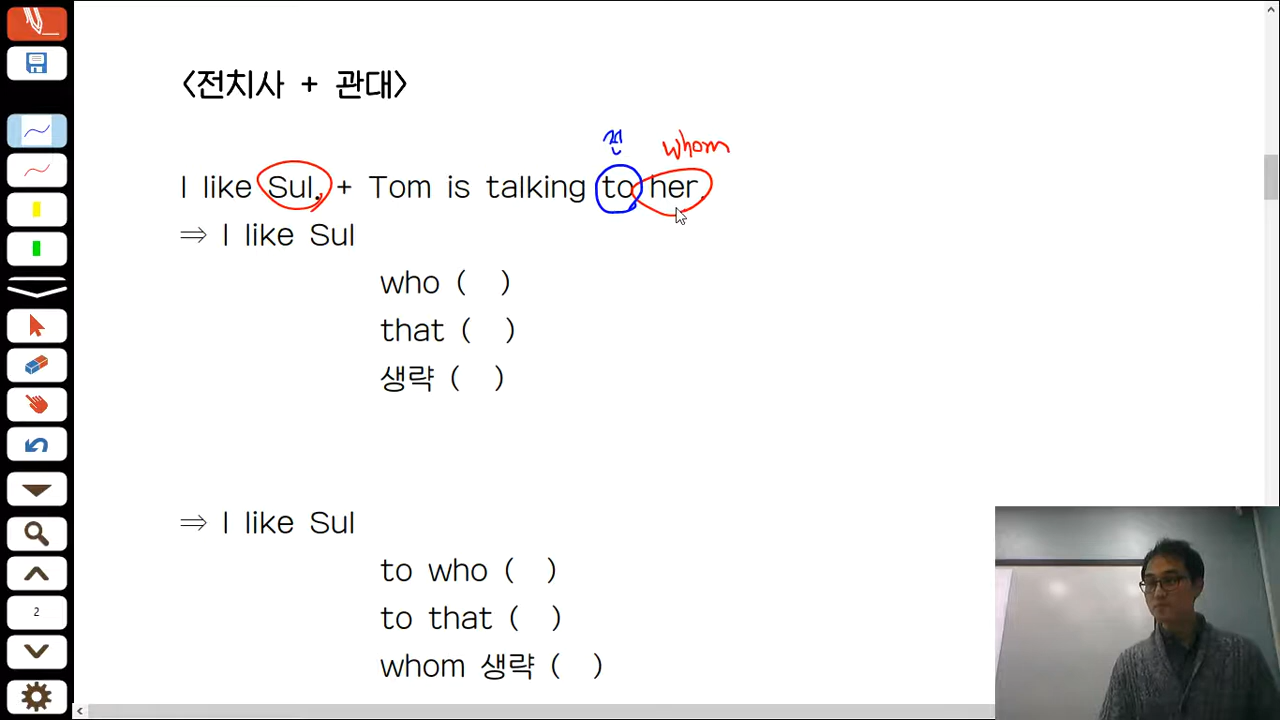 <전치사 + 관대>
전 whom
I like Sul. + Tom is talking to her.
⇒ I like Sul
who ( )
that ( )
생략 ( )
⇒ I like Sul
to who ( )
to that ( )
whom 생략 ( )
2